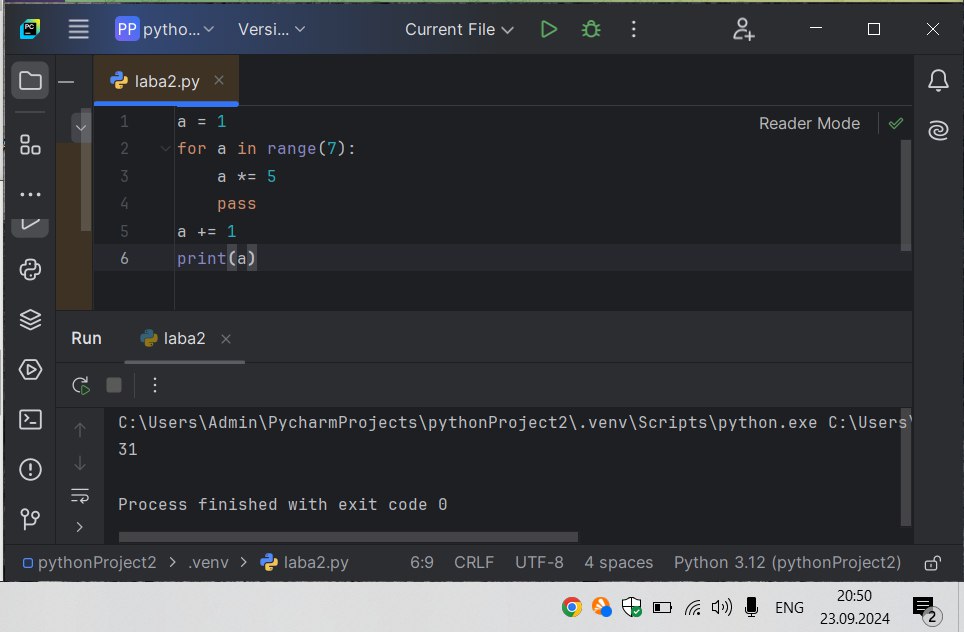 PC
PP pytho... Versi... Current File
laba2.py
Reader Mode
1 a = 1
2 for a in range(7):
3     a *= 5
4     pass
5 a += 1
6 print(a)
Run laba2
C:\Users\Admin\PycharmProjects\pythonProject2\.venv\Scripts\python.exe C:\Users\
31
Process finished with exit code 0
pythonProject2 > .venv > laba2.py 6:9 CRLF UTF-8 4 spaces Python 3.12 (pythonProject2)
20:50
ENG
23.09.2024
2